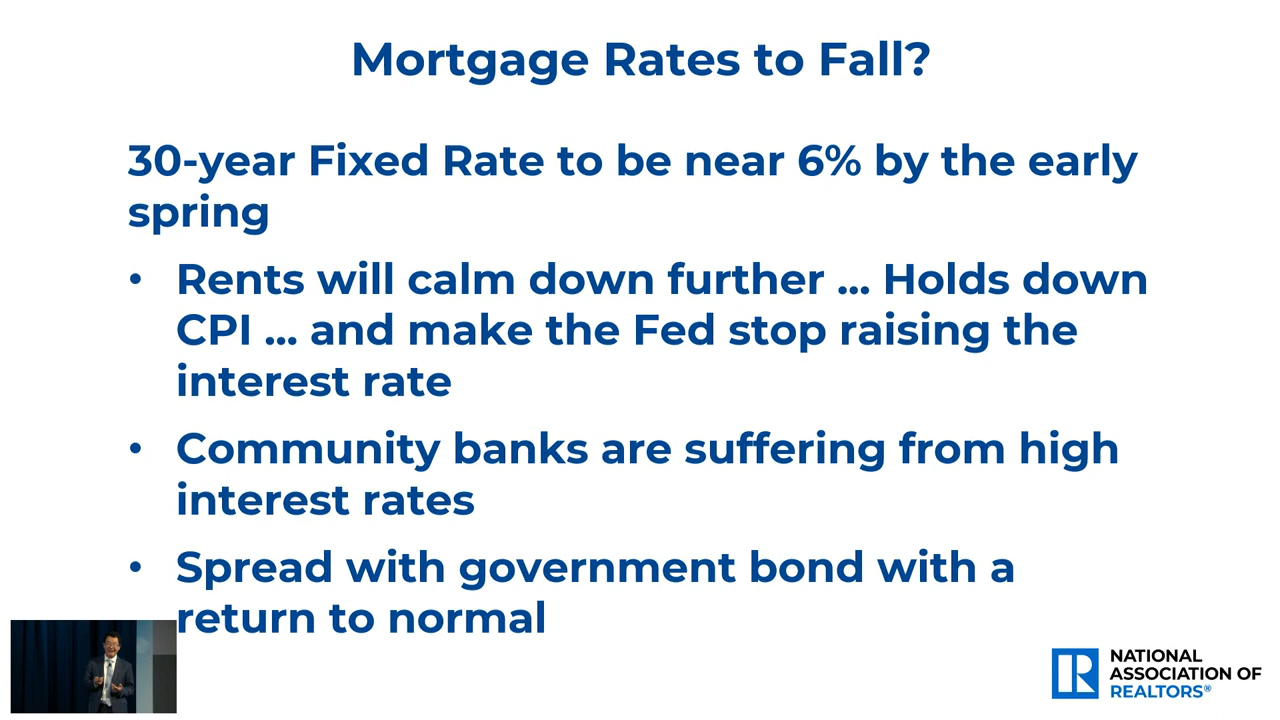 Mortgage Rates to Fall?
30-year Fixed Rate to be near 6% by the early
spring
• Rents will calm down further ... Holds down
CPI ... and make the Fed stop raising the
interest rate
• Community banks are suffering from high
interest rates
• Spread with government bond with a
return to normal
NATIONAL
ASSOCIATION OF
REALTORS®